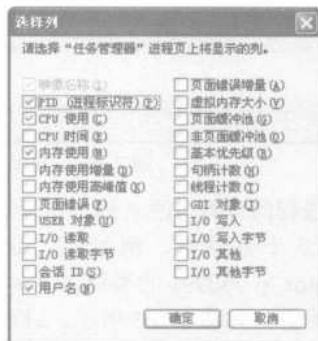 选择列
请选择“任务管理器”进程页上将显示的列。
映像名称(I)
PID (进程标识符)(P)
CPU 使用(C)
CPU 时间(E)
内存使用(M)
内存使用增量(D)
内存使用高峰值(K)
页面错误(F)
USER 对象(U)
I/O 读取
I/O 读取字节
会话 ID(S)
用户名(N)
页面错误增量(A)
虚拟内存大小(V)
页面缓冲池(G)
非页面缓冲池(O)
基本优先级(R)
句柄计数(H)
线程计数(T)
GDI 对象(J)
I/O 写入
I/O 写入字节
I/O 其他
I/O 其他字节
确定
取消